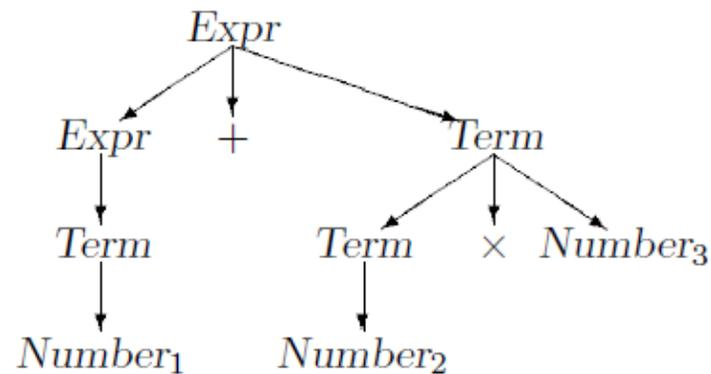 Expr
Expr + Term
Term Term × Number₃
Number₁ Number₂